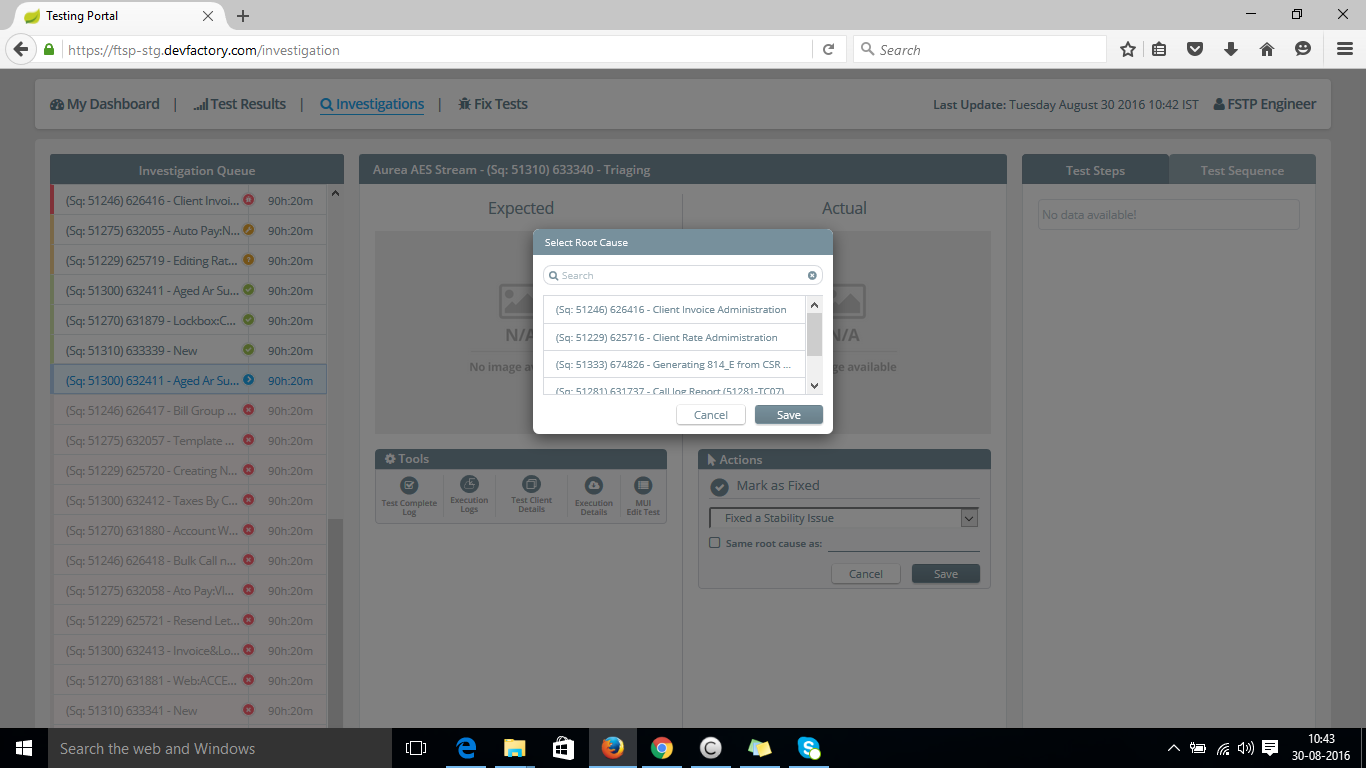 Testing Portal
https://ftsp-stg.devfactory.com/investigation
Search
My Dashboard | Test Results | Investigations | Fix Tests
Last Update: Tuesday August 30 2016 10:42 IST FSTP Engineer
Investigation Queue
(Sq: 51246) 626416 - Client Invoi... 90h:20m
(Sq: 51275) 632055 - Auto Pay:N... 90h:20m
(Sq: 51229) 625719 - Editing Rat... 90h:20m
(Sq: 51300) 632411 - Aged Ar Su... 90h:20m
(Sq: 51270) 631879 - Lockbox:C... 90h:20m
(Sq: 51310) 633339 - New 90h:20m
(Sq: 51300) 632411 - Aged Ar Su... 90h:20m
(Sq: 51246) 626417 - Bill Group ... 90h:20m
(Sq: 51275) 632057 - Template ... 90h:20m
(Sq: 51229) 625720 - Creating N... 90h:20m
(Sq: 51300) 632412 - Taxes By C... 90h:20m
(Sq: 51270) 631880 - Account W... 90h:20m
(Sq: 51246) 626418 - Bulk Call n... 90h:20m
(Sq: 51275) 632058 - Ato Pay:VI... 90h:20m
(Sq: 51229) 625721 - Resend Let... 90h:20m
(Sq: 51300) 632413 - Invoice&Lo... 90h:20m
(Sq: 51270) 631881 - Web:ACCE... 90h:20m
(Sq: 51310) 633341 - New 90h:20m
Aurea AES Stream - (Sq: 51310) 633340 - Triaging
Expected
Actual
N/A
No image
N/A
available
Select Root Cause
Search
(Sq: 51246) 626416 - Client Invoice Administration
(Sq: 51229) 625716 - Client Rate Admimistration
(Sq: 51333) 674826 - Generating 814_E from CSR ...
(Sq: 51281) 631737 - Call log Report (51281-TC07)
Cancel
Save
Tools
Test Complete Log
Execution Logs
Test Client Details
Execution Details
MUI Edit Test
Actions
Mark as Fixed
Fixed a Stability Issue
Same root cause as:
Cancel
Save
Test Steps
Test Sequence
No data available!
Search the web and Windows
10:43
30-08-2016